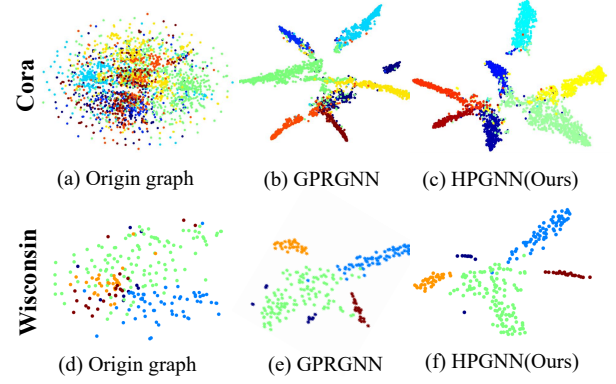 Cora
(a) Origin graph
(b) GPRGNN
(c) HPGNN(Ours)
Wisconsin
(d) Origin graph
(e) GPRGNN
(f) HPGNN(Ours)